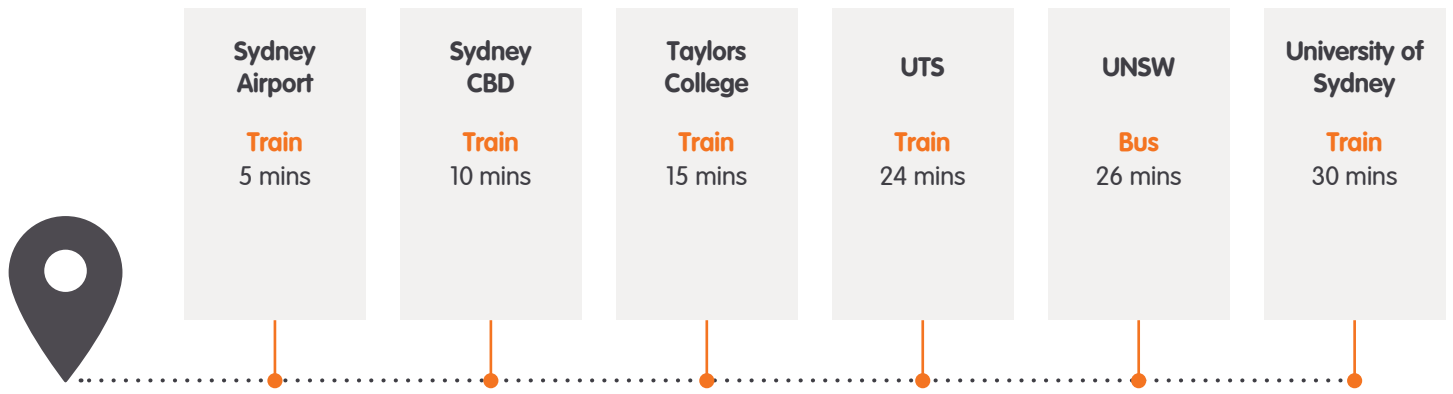 Sydney
Airport
Train
5 mins
Sydney
CBD
Train
10 mins
Taylors
College
Train
15 mins
UTS
Train
24 mins
UNSW
Bus
26 mins
University of
Sydney
Train
30 mins